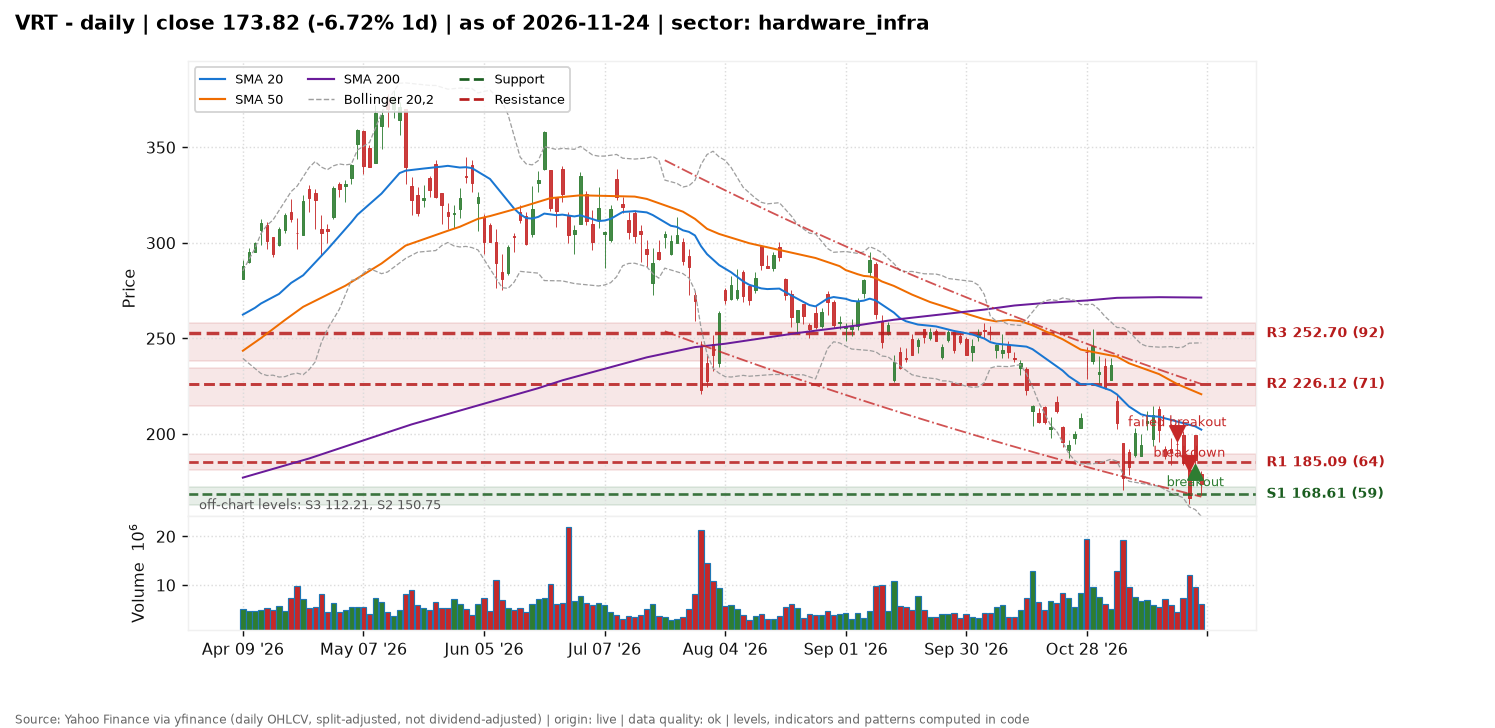 VRT - daily | close 173.82 (-6.72% 1d) | as of 2026-11-24 | sector: hardware_infra
SMA 20
SMA 50
SMA 200
Bollinger 20,2
Support
Resistance
Price
350
300
250
200
R3 252.70 (92)
R2 226.12 (71)
R1 185.09 (64)
S1 168.61 (59)
failed breakout
breakdown
breakout
off-chart levels: S3 112.21, S2 150.75
Volume 10⁶
20
10
Apr 09 '26
May 07 '26
Jun 05 '26
Jul 07 '26
Aug 04 '26
Sep 01 '26
Sep 30 '26
Oct 28 '26
Source: Yahoo Finance via yfinance (daily OHLCV, split-adjusted, not dividend-adjusted) | origin: live | data quality: ok | levels, indicators and patterns computed in code